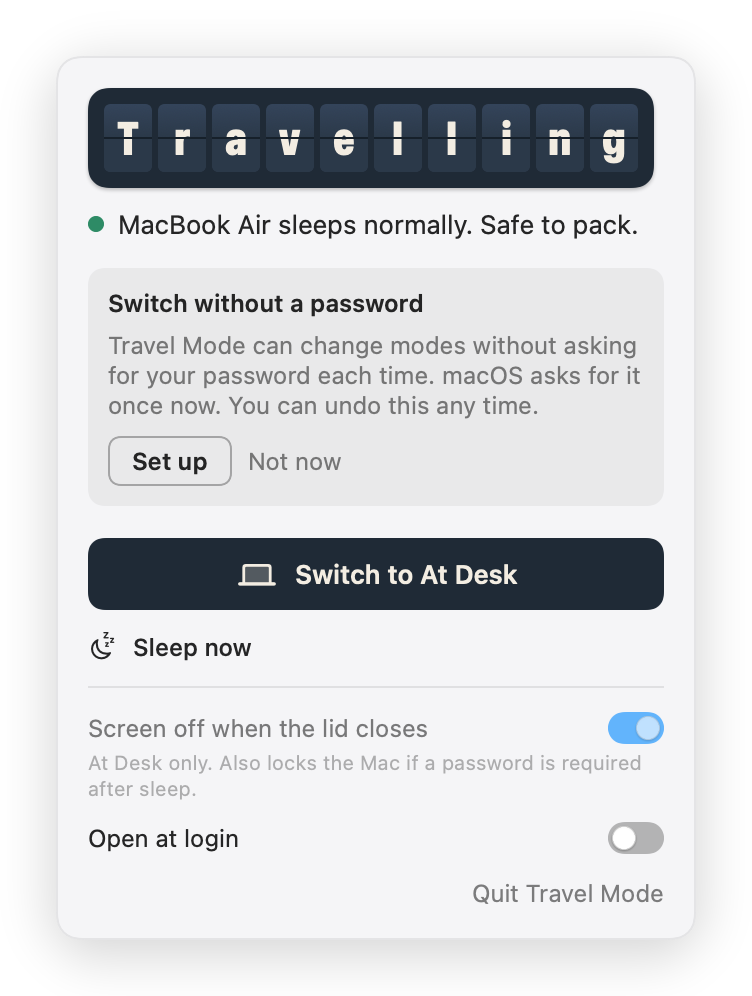 Travelling
MacBook Air sleeps normally. Safe to pack.
Switch without a password
Travel Mode can change modes without asking
for your password each time. macOS asks for it
once now. You can undo this any time.
Set up Not now
Switch to At Desk
Sleep now
Screen off when the lid closes
At Desk only. Also locks the Mac if a password is required
after sleep.
Open at login
Quit Travel Mode